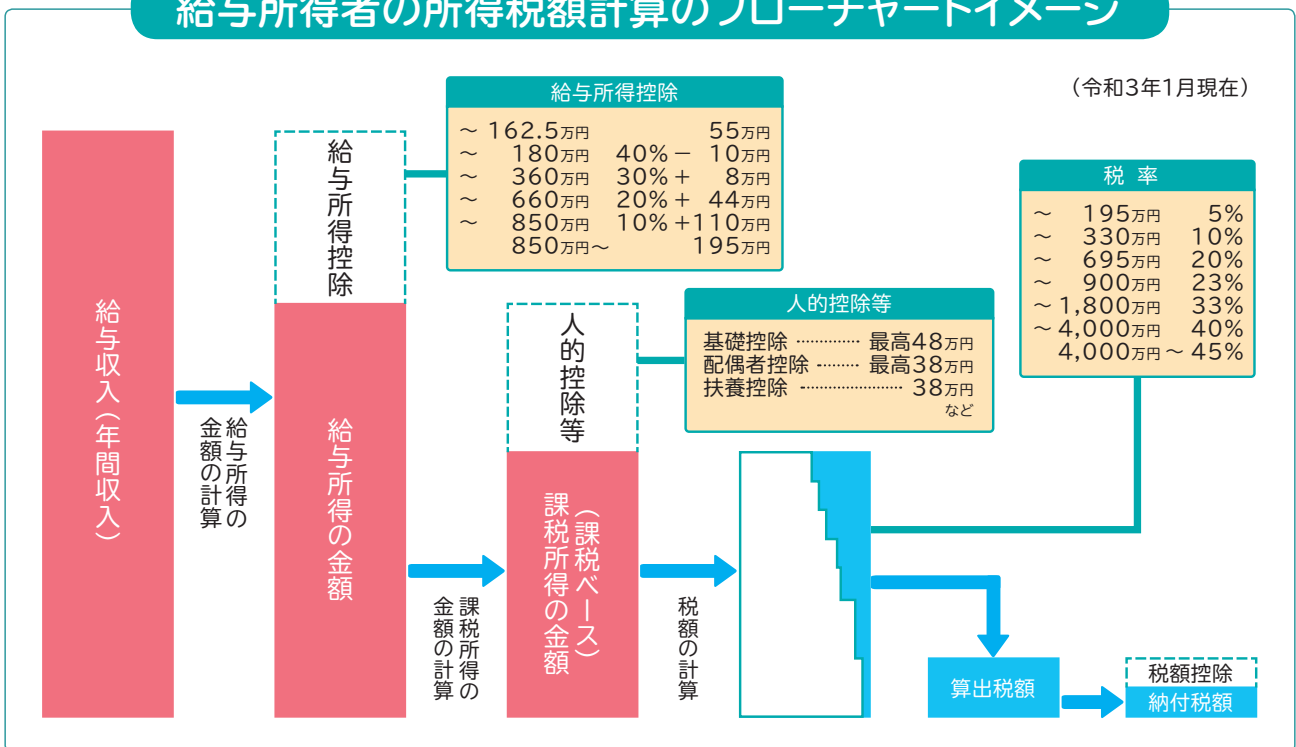 給与所得者の所得税額計算のフローチャートイメージ
（令和3年1月現在）
給与収入（年間収入）
給与所得の
金額の計算
給与所得控除
給与所得の金額
給与所得控除
～ 162.5万円 55万円
～ 180万円 40%－ 10万円
～ 360万円 30%＋ 8万円
～ 660万円 20%＋ 44万円
～ 850万円 10%＋110万円
850万円～ 195万円
課税所得の
金額の計算
人的控除等
（課税ベース）
課税所得の金額
人的控除等
基礎控除 ············· 最高48万円
配偶者控除 ········ 最高38万円
扶養控除 ····················· 38万円
など
税額の計算
税 率
～ 195万円 5%
～ 330万円 10%
～ 695万円 20%
～ 900万円 23%
～1,800万円 33%
～4,000万円 40%
4,000万円～ 45%
算出税額
税額控除
納付税額